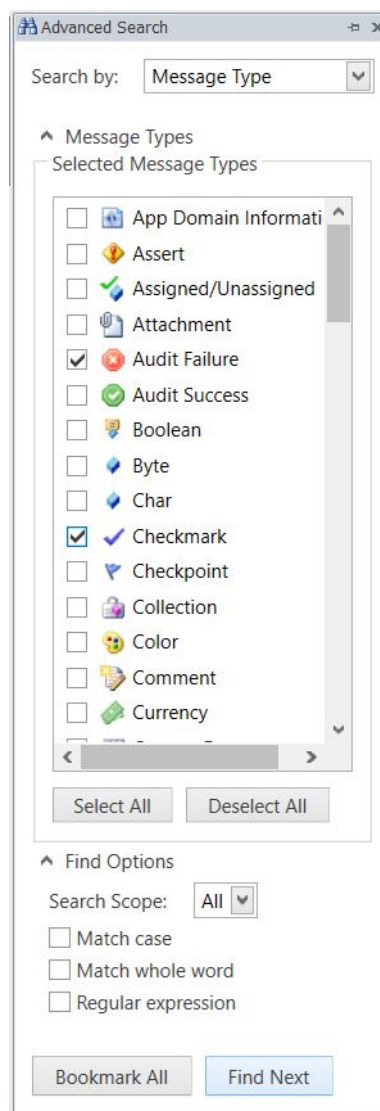 Advanced Search
Search by: Message Type
Message Types
Selected Message Types
App Domain Informati
Assert
Assigned/Unassigned
Attachment
Audit Failure
Audit Success
Boolean
Byte
Char
Checkmark
Checkpoint
Collection
Color
Comment
Currency
Select All Deselect All
Find Options
Search Scope: All
Match case
Match whole word
Regular expression
Bookmark All Find Next